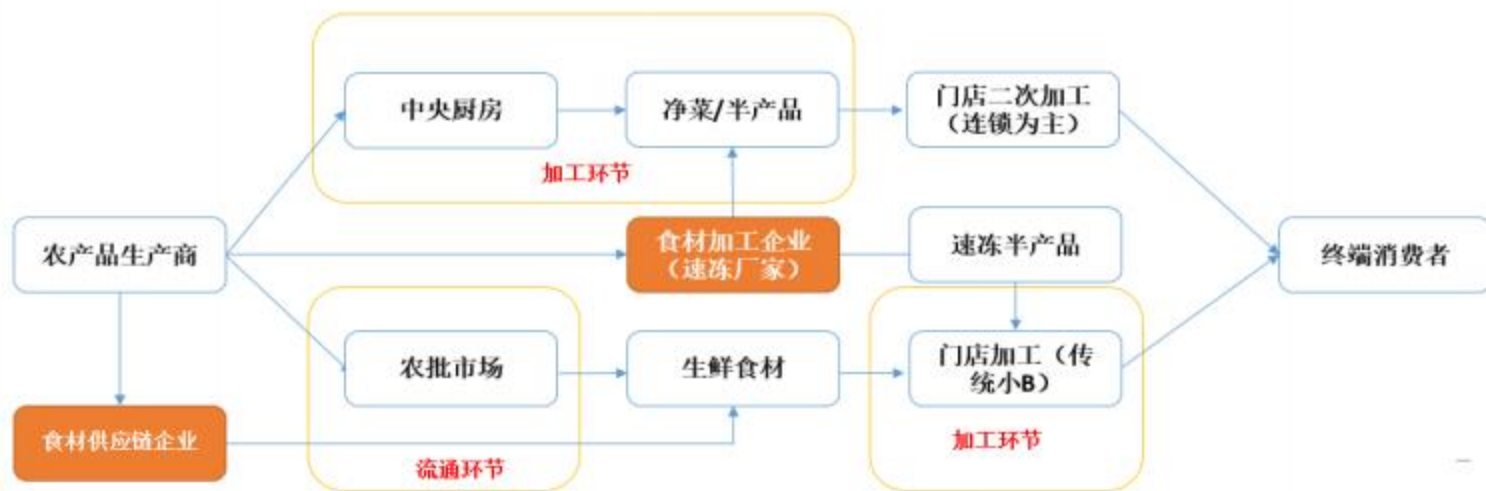 中央厨房
净菜/半产品
门店二次加工
（连锁为主）
加工环节
农产品生产商
食材加工企业
（速冻厂家）
速冻半产品
终端消费者
农批市场
生鲜食材
门店加工（传
统小B）
食材供应链企业
流通环节
加工环节